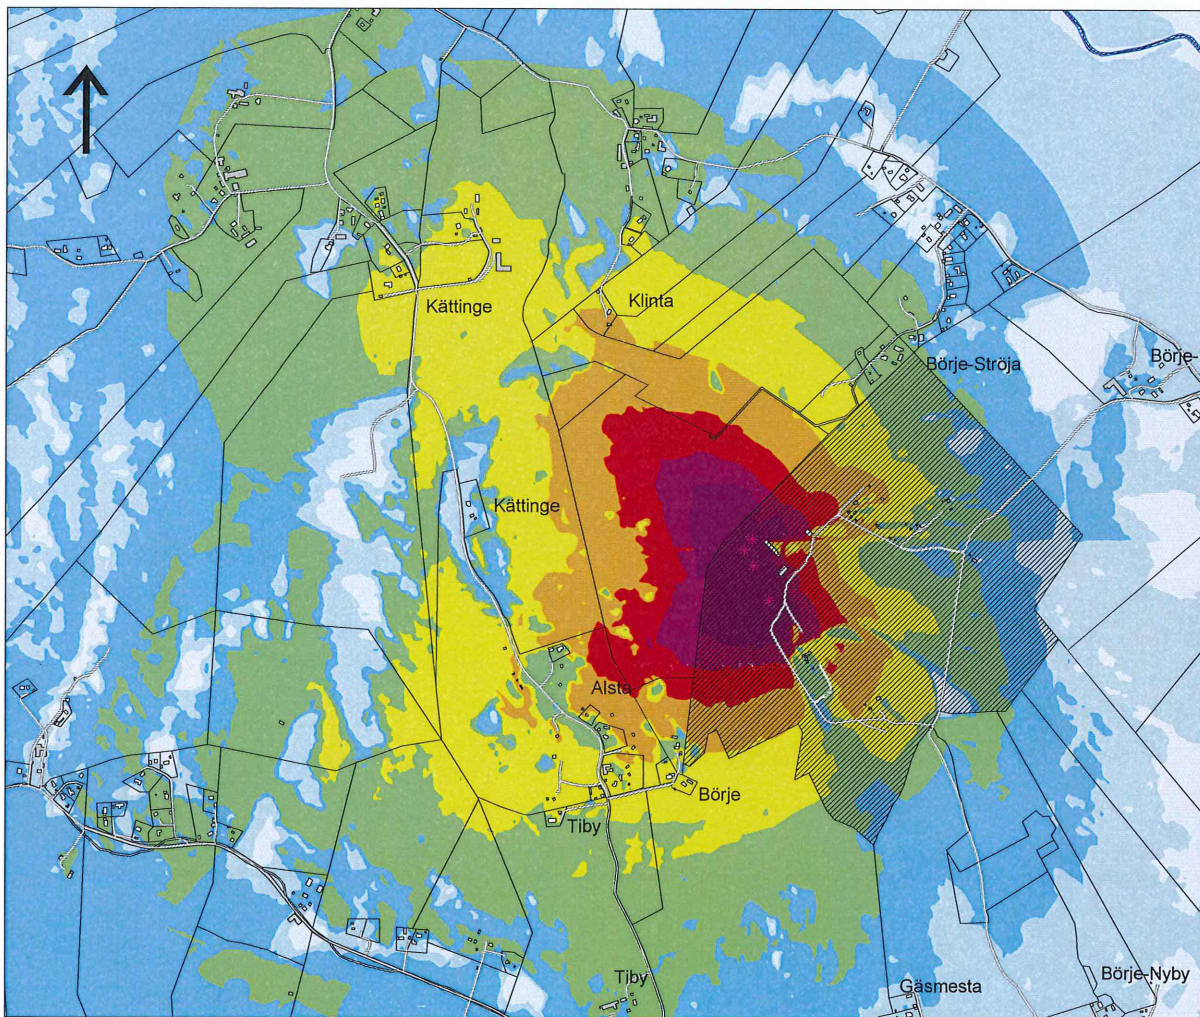 Klinta
Kättinge
Börje-Ströja
Börje-
Kättinge
Alsta
Börje
Tiby
Tiby
Gäsmesta
Börje-Nyby